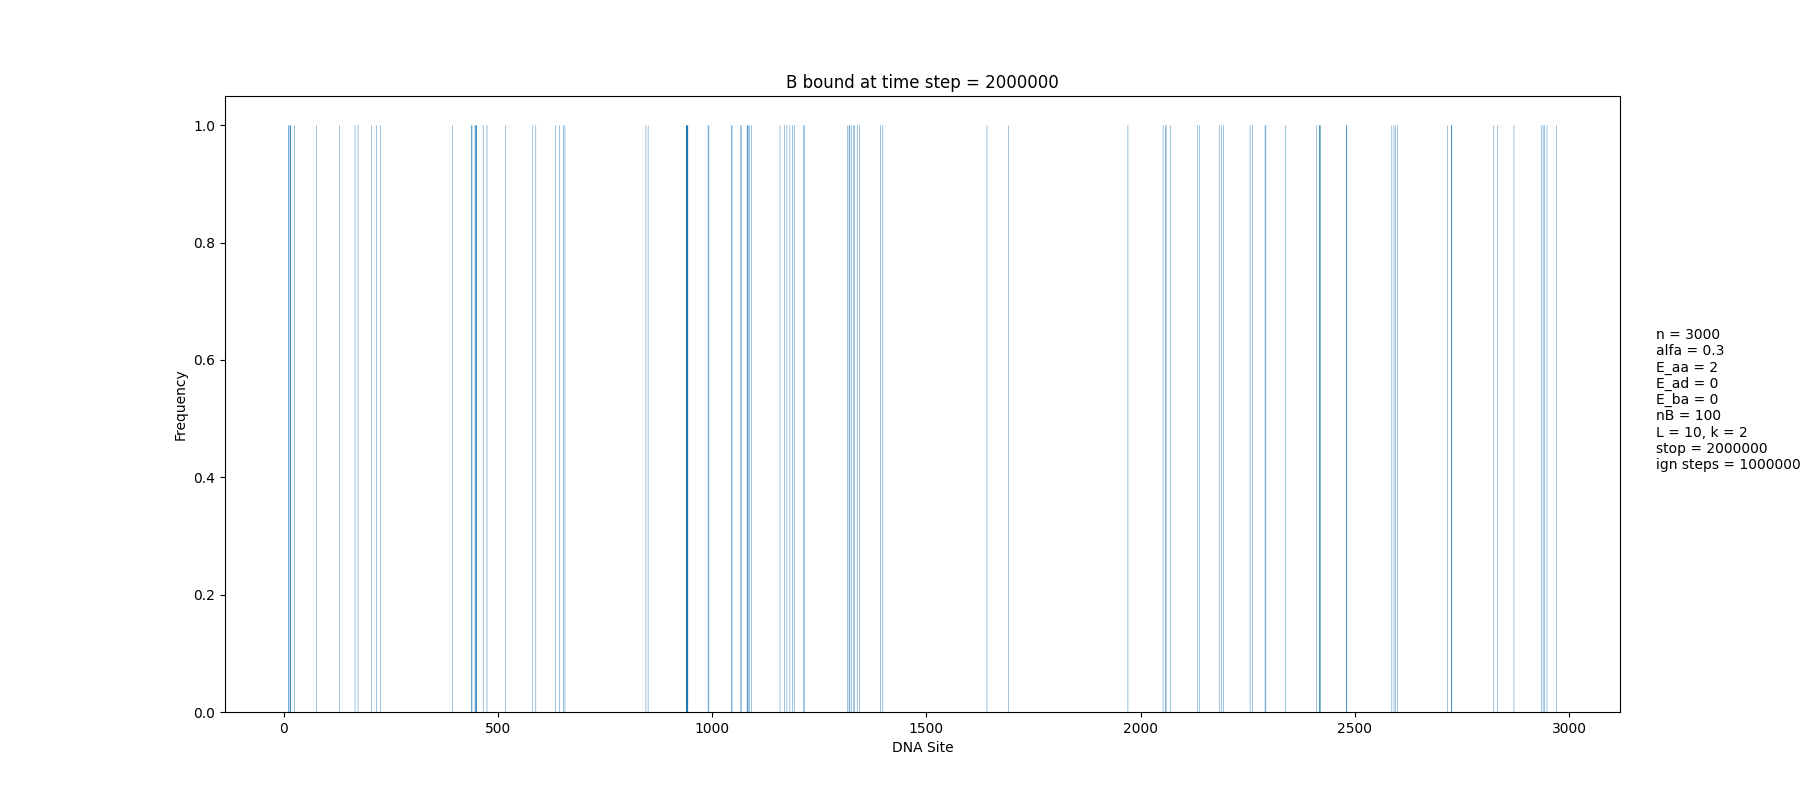 B bound at time step = 2000000
1.0
0.8
0.6
0.4
0.2
0.0
Frequency
0
500
1000
1500
2000
2500
3000
DNA Site
n = 3000
alfa = 0.3
E_aa = 2
E_ad = 0
E_ba = 0
nB = 100
L = 10, k = 2
stop = 2000000
ign steps = 1000000